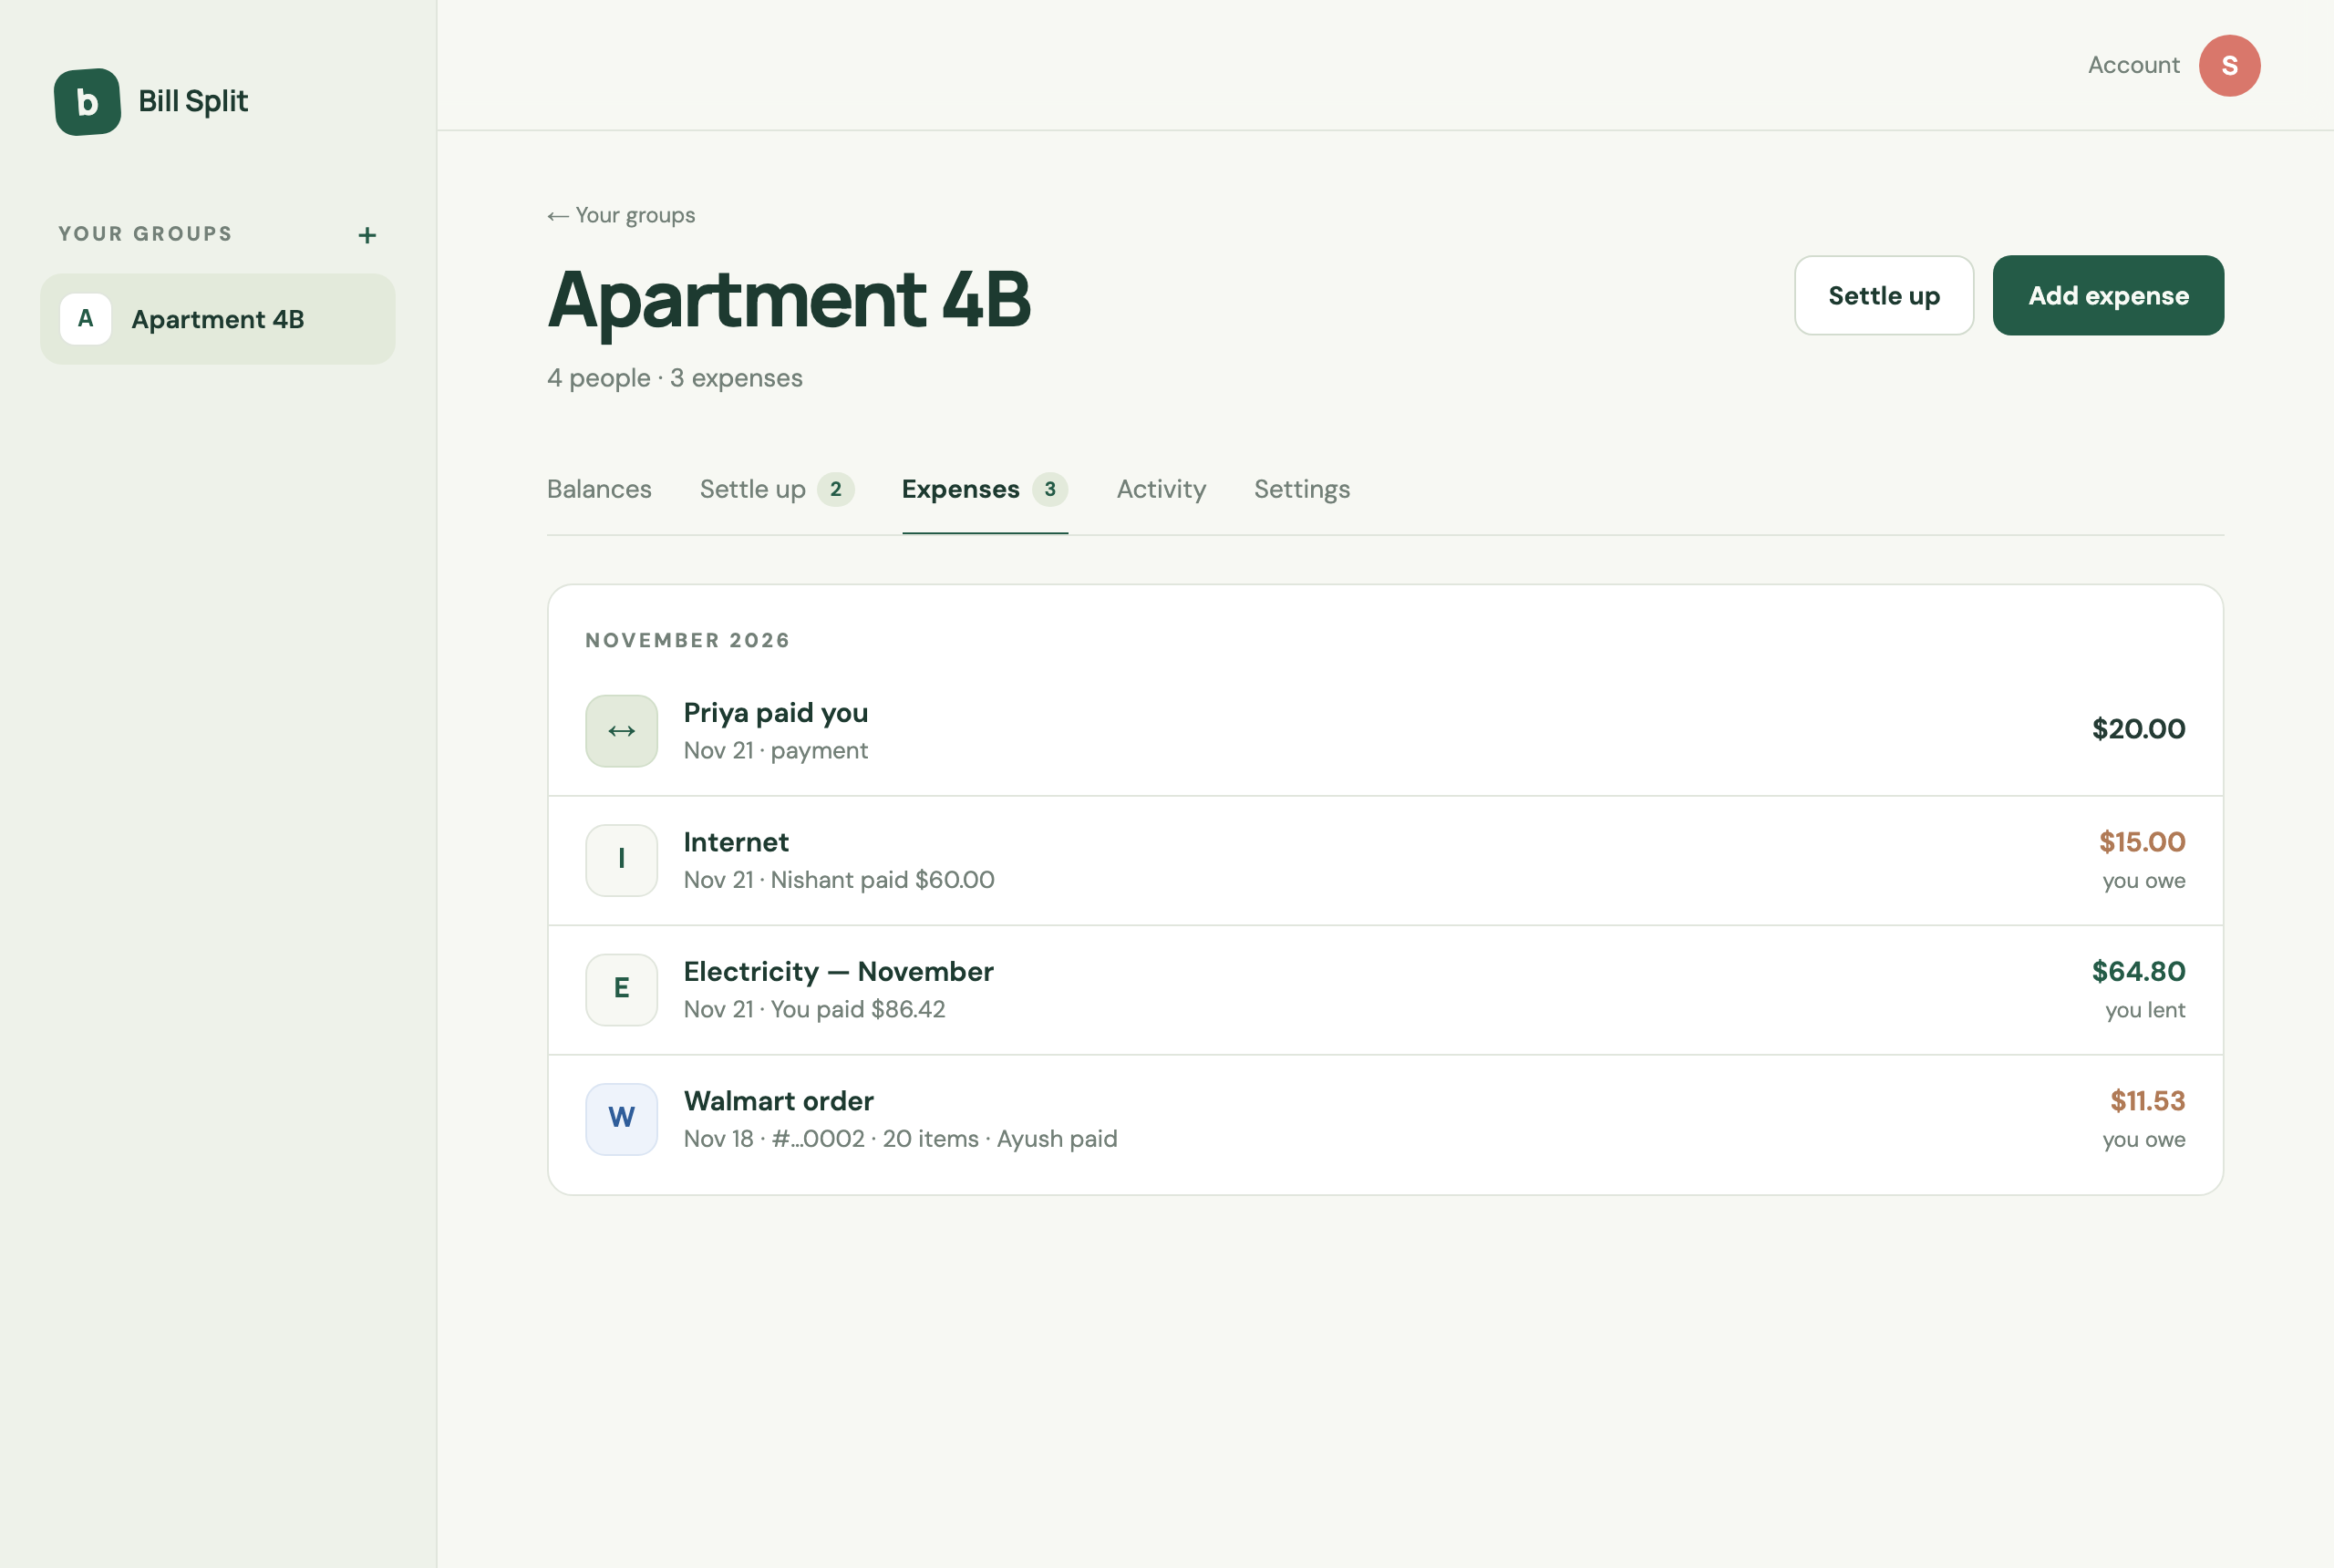 b Bill Split
Account S
YOUR GROUPS +
A Apartment 4B
← Your groups
Apartment 4B
Settle up Add expense
4 people · 3 expenses
Balances Settle up 2 Expenses 3 Activity Settings
NOVEMBER 2026
↔ Priya paid you $20.00
Nov 21 · payment
I Internet $15.00
Nov 21 · Nishant paid $60.00 you owe
E Electricity — November $64.80
Nov 21 · You paid $86.42 you lent
W Walmart order $11.53
Nov 18 · #…0002 · 20 items · Ayush paid you owe